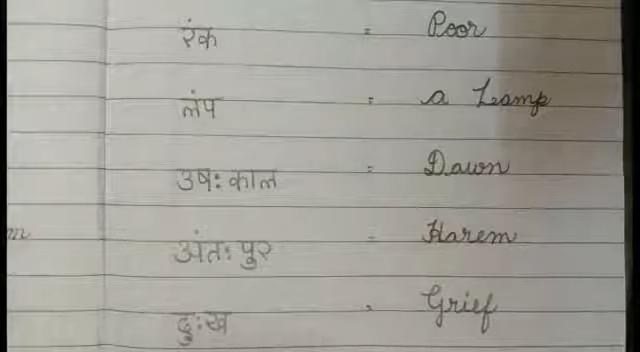 रंक = Poor
लंप = a Lamp
उष: काल = Dawn
अंत: पुर = Harem
दु:ख = Grief